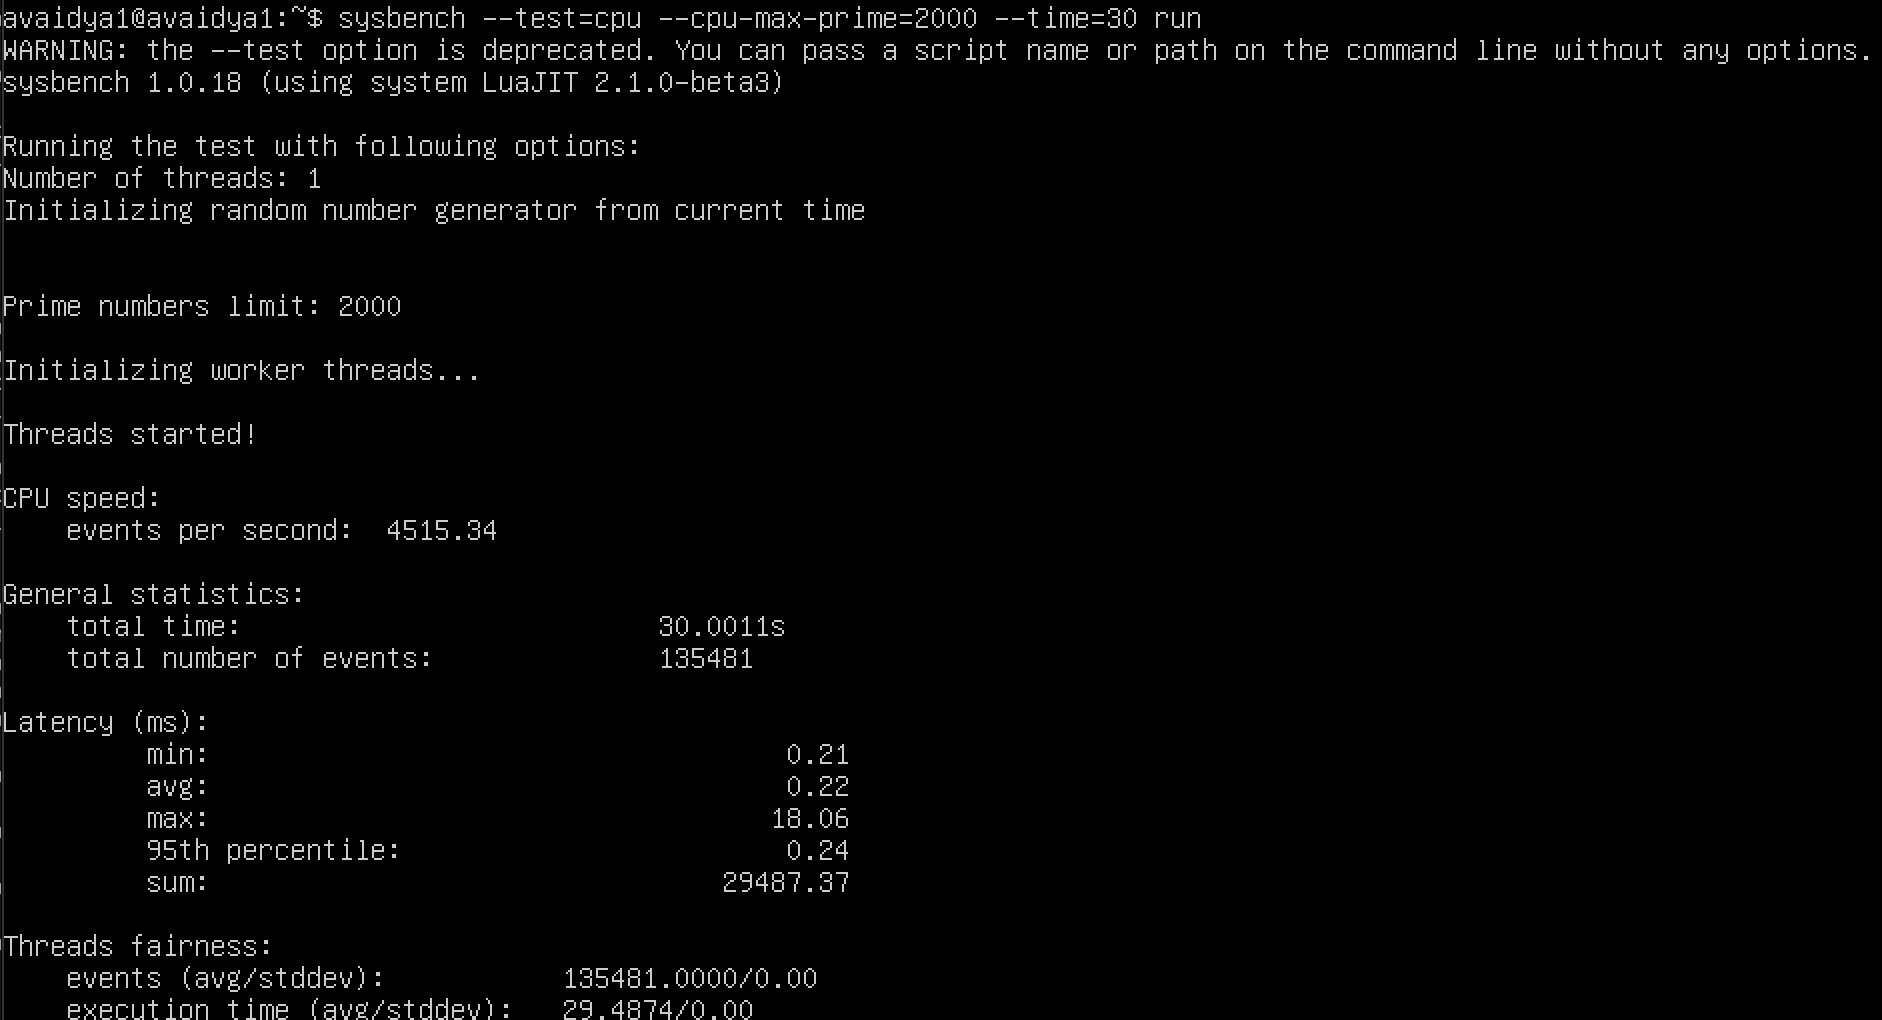 avaidya1@avaidya1:~$ sysbench --test=cpu --cpu-max-prime=2000 --time=30 run
WARNING: the --test option is deprecated. You can pass a script name or path on the command line without any options.
sysbench 1.0.18 (using system LuaJIT 2.1.0-beta3)
Running the test with following options:
Number of threads: 1
Initializing random number generator from current time
Prime numbers limit: 2000
Initializing worker threads...
Threads started!
CPU speed:
events per second: 4515.34
General statistics:
total time: 30.0011s
total number of events: 135481
Latency (ms):
min: 0.21
avg: 0.22
max: 18.06
95th percentile: 0.24
sum: 29487.37
Threads fairness:
events (avg/stddev): 135481.0000/0.00
execution time (avg/stddev): 29.4874/0.00